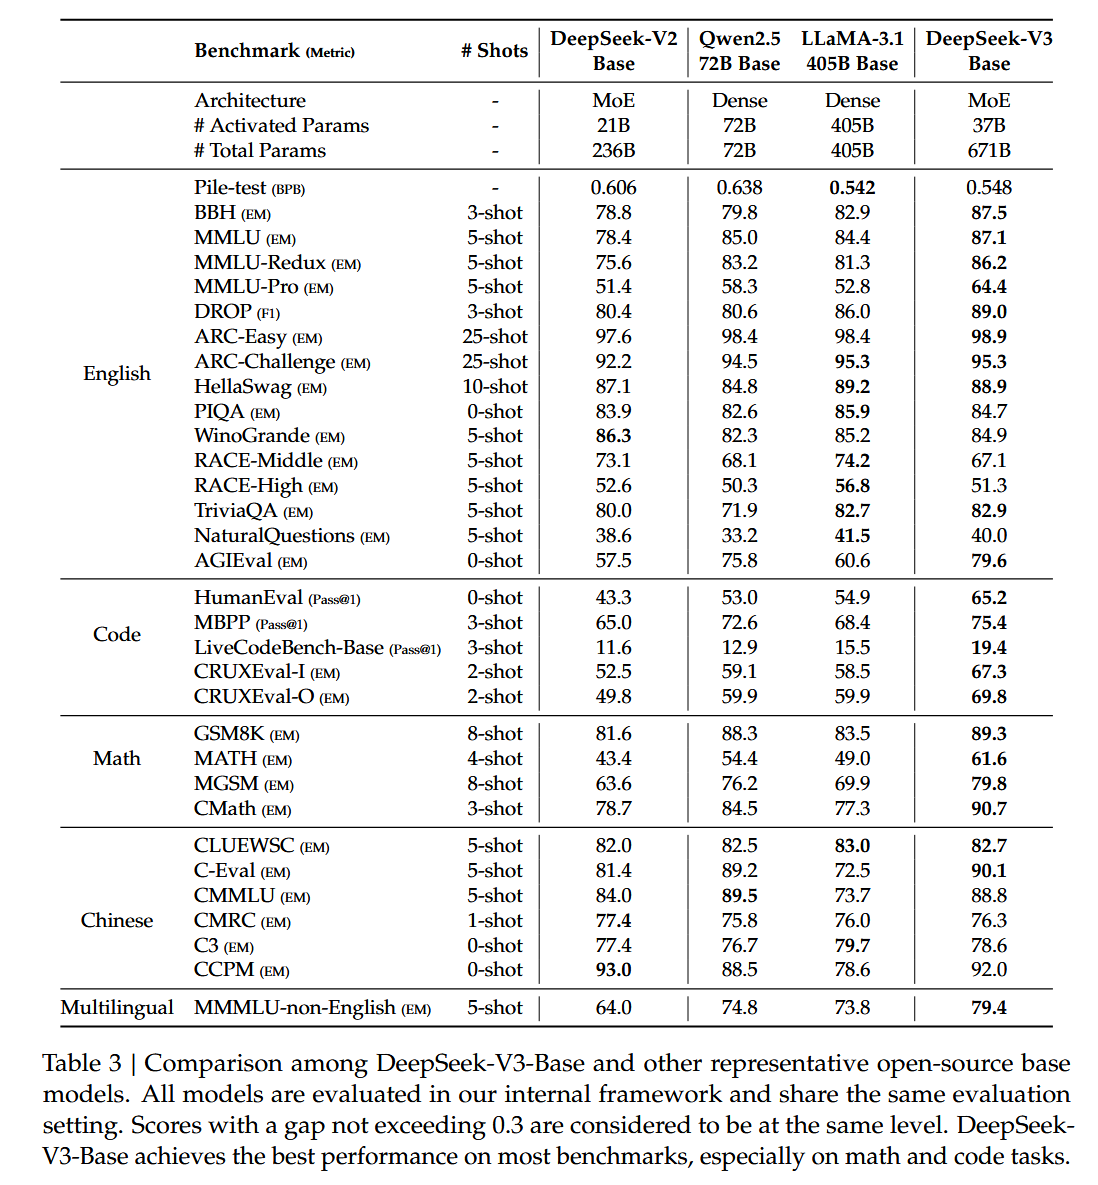 Benchmark (Metric) # Shots DeepSeek-V2 Base Qwen2.5 72B Base LLaMA-3.1 405B Base DeepSeek-V3 Base
Architecture - MoE Dense Dense MoE
# Activated Params - 21B 72B 405B 37B
# Total Params - 236B 72B 405B 671B
English
Pile-test (BPB) - 0.606 0.638 0.542 0.548
BBH (EM) 3-shot 78.8 79.8 82.9 87.5
MMLU (EM) 5-shot 78.4 85.0 84.4 87.1
MMLU-Redux (EM) 5-shot 75.6 83.2 81.3 86.2
MMLU-Pro (EM) 5-shot 51.4 58.3 52.8 64.4
DROP (F1) 3-shot 80.4 80.6 86.0 89.0
ARC-Easy (EM) 25-shot 97.6 98.4 98.4 98.9
ARC-Challenge (EM) 25-shot 92.2 94.5 95.3 95.3
HellaSwag (EM) 10-shot 87.1 84.8 89.2 88.9
PIQA (EM) 0-shot 83.9 82.6 85.9 84.7
WinoGrande (EM) 5-shot 86.3 82.3 85.2 84.9
RACE-Middle (EM) 5-shot 73.1 68.1 74.2 67.1
RACE-High (EM) 5-shot 52.6 50.3 56.8 51.3
TriviaQA (EM) 5-shot 80.0 71.9 82.7 82.9
NaturalQuestions (EM) 5-shot 38.6 33.2 41.5 40.0
AGIEval (EM) 0-shot 57.5 75.8 60.6 79.6
Code
HumanEval (Pass@1) 0-shot 43.3 53.0 54.9 65.2
MBPP (Pass@1) 3-shot 65.0 72.6 68.4 75.4
LiveCodeBench-Base (Pass@1) 3-shot 11.6 12.9 15.5 19.4
CRUXEval-I (EM) 2-shot 52.5 59.1 58.5 67.3
CRUXEval-O (EM) 2-shot 49.8 59.9 59.9 69.8
Math
GSM8K (EM) 8-shot 81.6 88.3 83.5 89.3
MATH (EM) 4-shot 43.4 54.4 49.0 61.6
MGSM (EM) 8-shot 63.6 76.2 69.9 79.8
CMath (EM) 3-shot 78.7 84.5 77.3 90.7
Chinese
CLUEWSC (EM) 5-shot 82.0 82.5 83.0 82.7
C-Eval (EM) 5-shot 81.4 89.2 72.5 90.1
CMMLU (EM) 5-shot 84.0 89.5 73.7 88.8
CMRC (EM) 1-shot 77.4 75.8 76.0 76.3
C3 (EM) 0-shot 77.4 76.7 79.7 78.6
CCPM (EM) 0-shot 93.0 88.5 78.6 92.0
Multilingual MMMLU-non-English (EM) 5-shot 64.0 74.8 73.8 79.4
Table 3 | Comparison among DeepSeek-V3-Base and other representative open-source base
models. All models are evaluated in our internal framework and share the same evaluation
setting. Scores with a gap not exceeding 0.3 are considered to be at the same level. DeepSeek-
V3-Base achieves the best performance on most benchmarks, especially on math and code tasks.